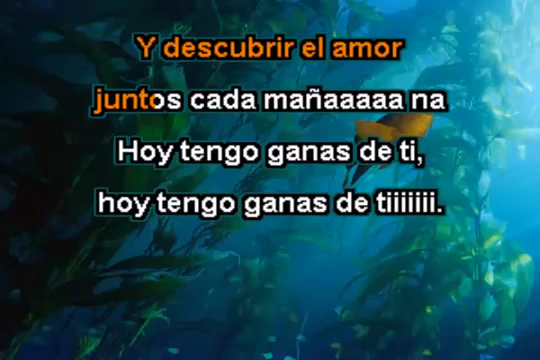 Y descubrir el amor
juntos cada mañaaaaa na
Hoy tengo ganas de ti,
hoy tengo ganas de tiiiiiii.